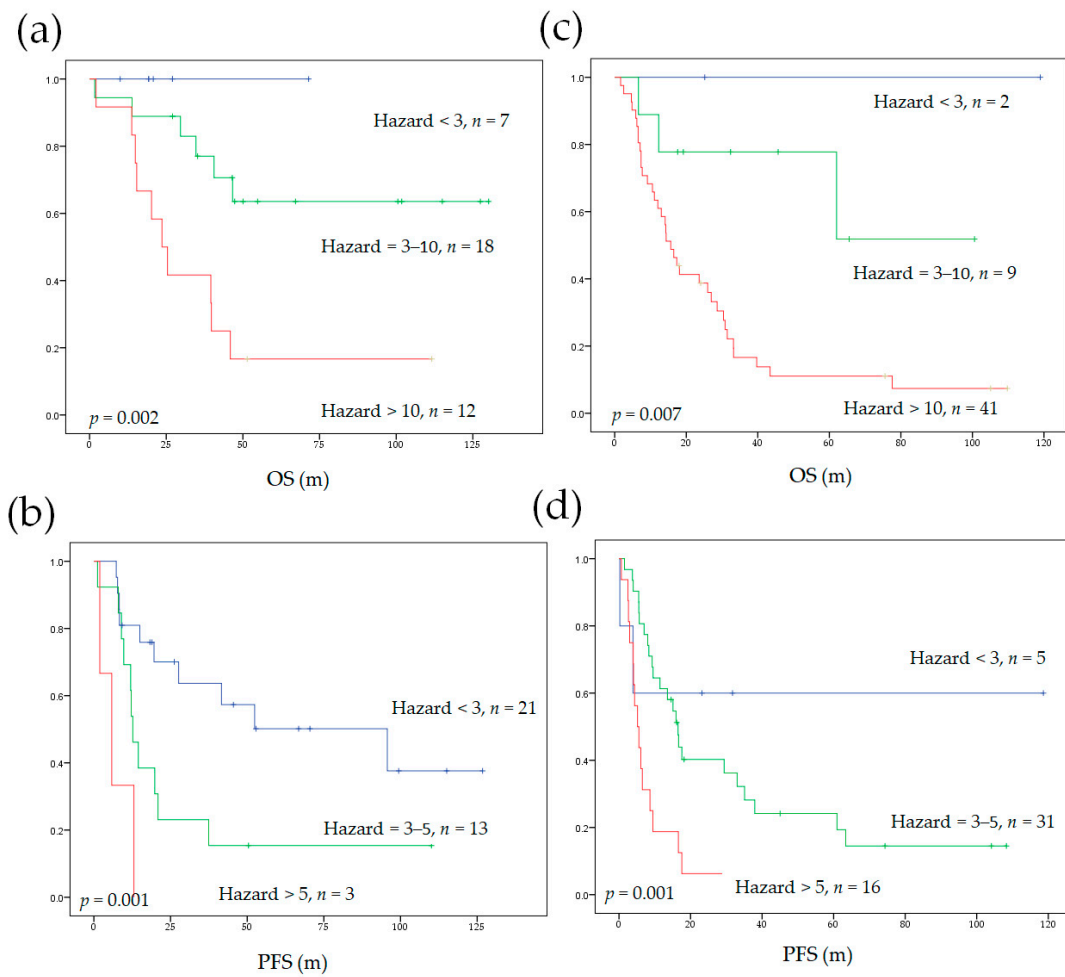 (a)
1.0
0.8
0.6
0.4
0.2
0.0
Hazard < 3, n = 7
Hazard = 3–10, n = 18
Hazard > 10, n = 12
p = 0.002
0 25 50 75 100 125
OS (m)
(c)
1.0
0.8
0.6
0.4
0.2
0.0
Hazard < 3, n = 2
Hazard = 3–10, n = 9
Hazard > 10, n = 41
p = 0.007
0 20 40 60 80 100 120
OS (m)
(b)
1.0
0.8
0.6
0.4
0.2
0.0
Hazard < 3, n = 21
Hazard = 3–5, n = 13
Hazard > 5, n = 3
p = 0.001
0 25 50 75 100 125
PFS (m)
(d)
1.0
0.8
0.6
0.4
0.2
0.0
Hazard < 3, n = 5
Hazard = 3–5, n = 31
Hazard > 5, n = 16
p = 0.001
0 20 40 60 80 100 120
PFS (m)